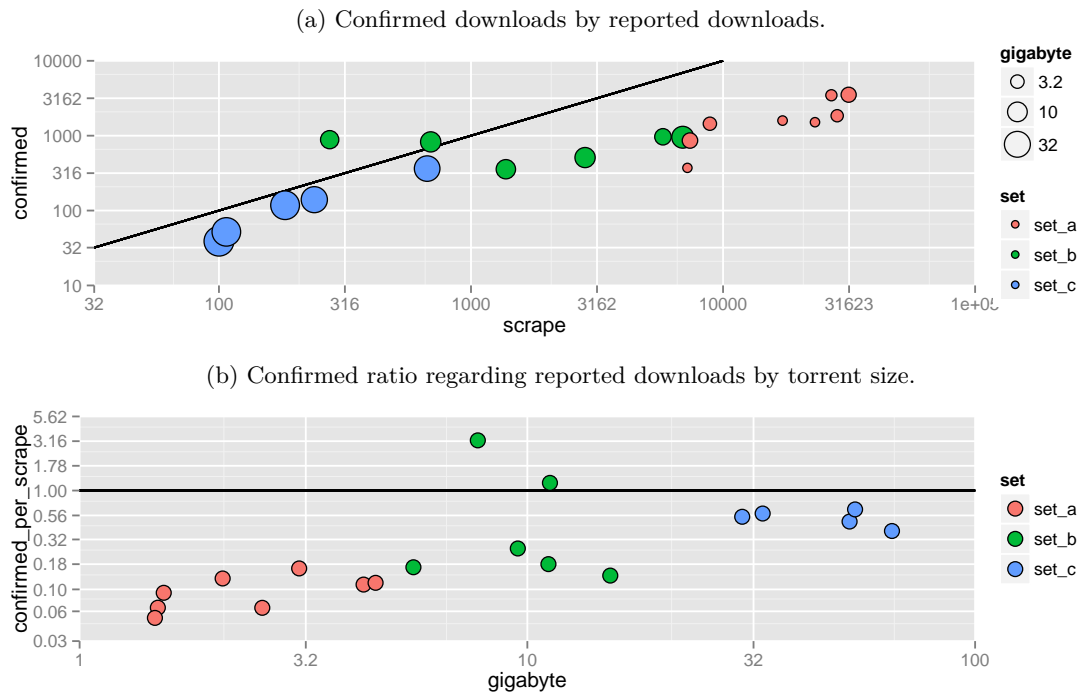 (a) Confirmed downloads by reported downloads.
confirmed
10000
3162
1000
316
100
32
10
32 100 316 1000 3162 10000 31623 1e+05
scrape
gigabyte
3.2
10
32
set
set_a
set_b
set_c
(b) Confirmed ratio regarding reported downloads by torrent size.
confirmed_per_scrape
5.62
3.16
1.78
1.00
0.56
0.32
0.18
0.10
0.06
0.03
1 3.2 10 32 100
gigabyte
set
set_a
set_b
set_c